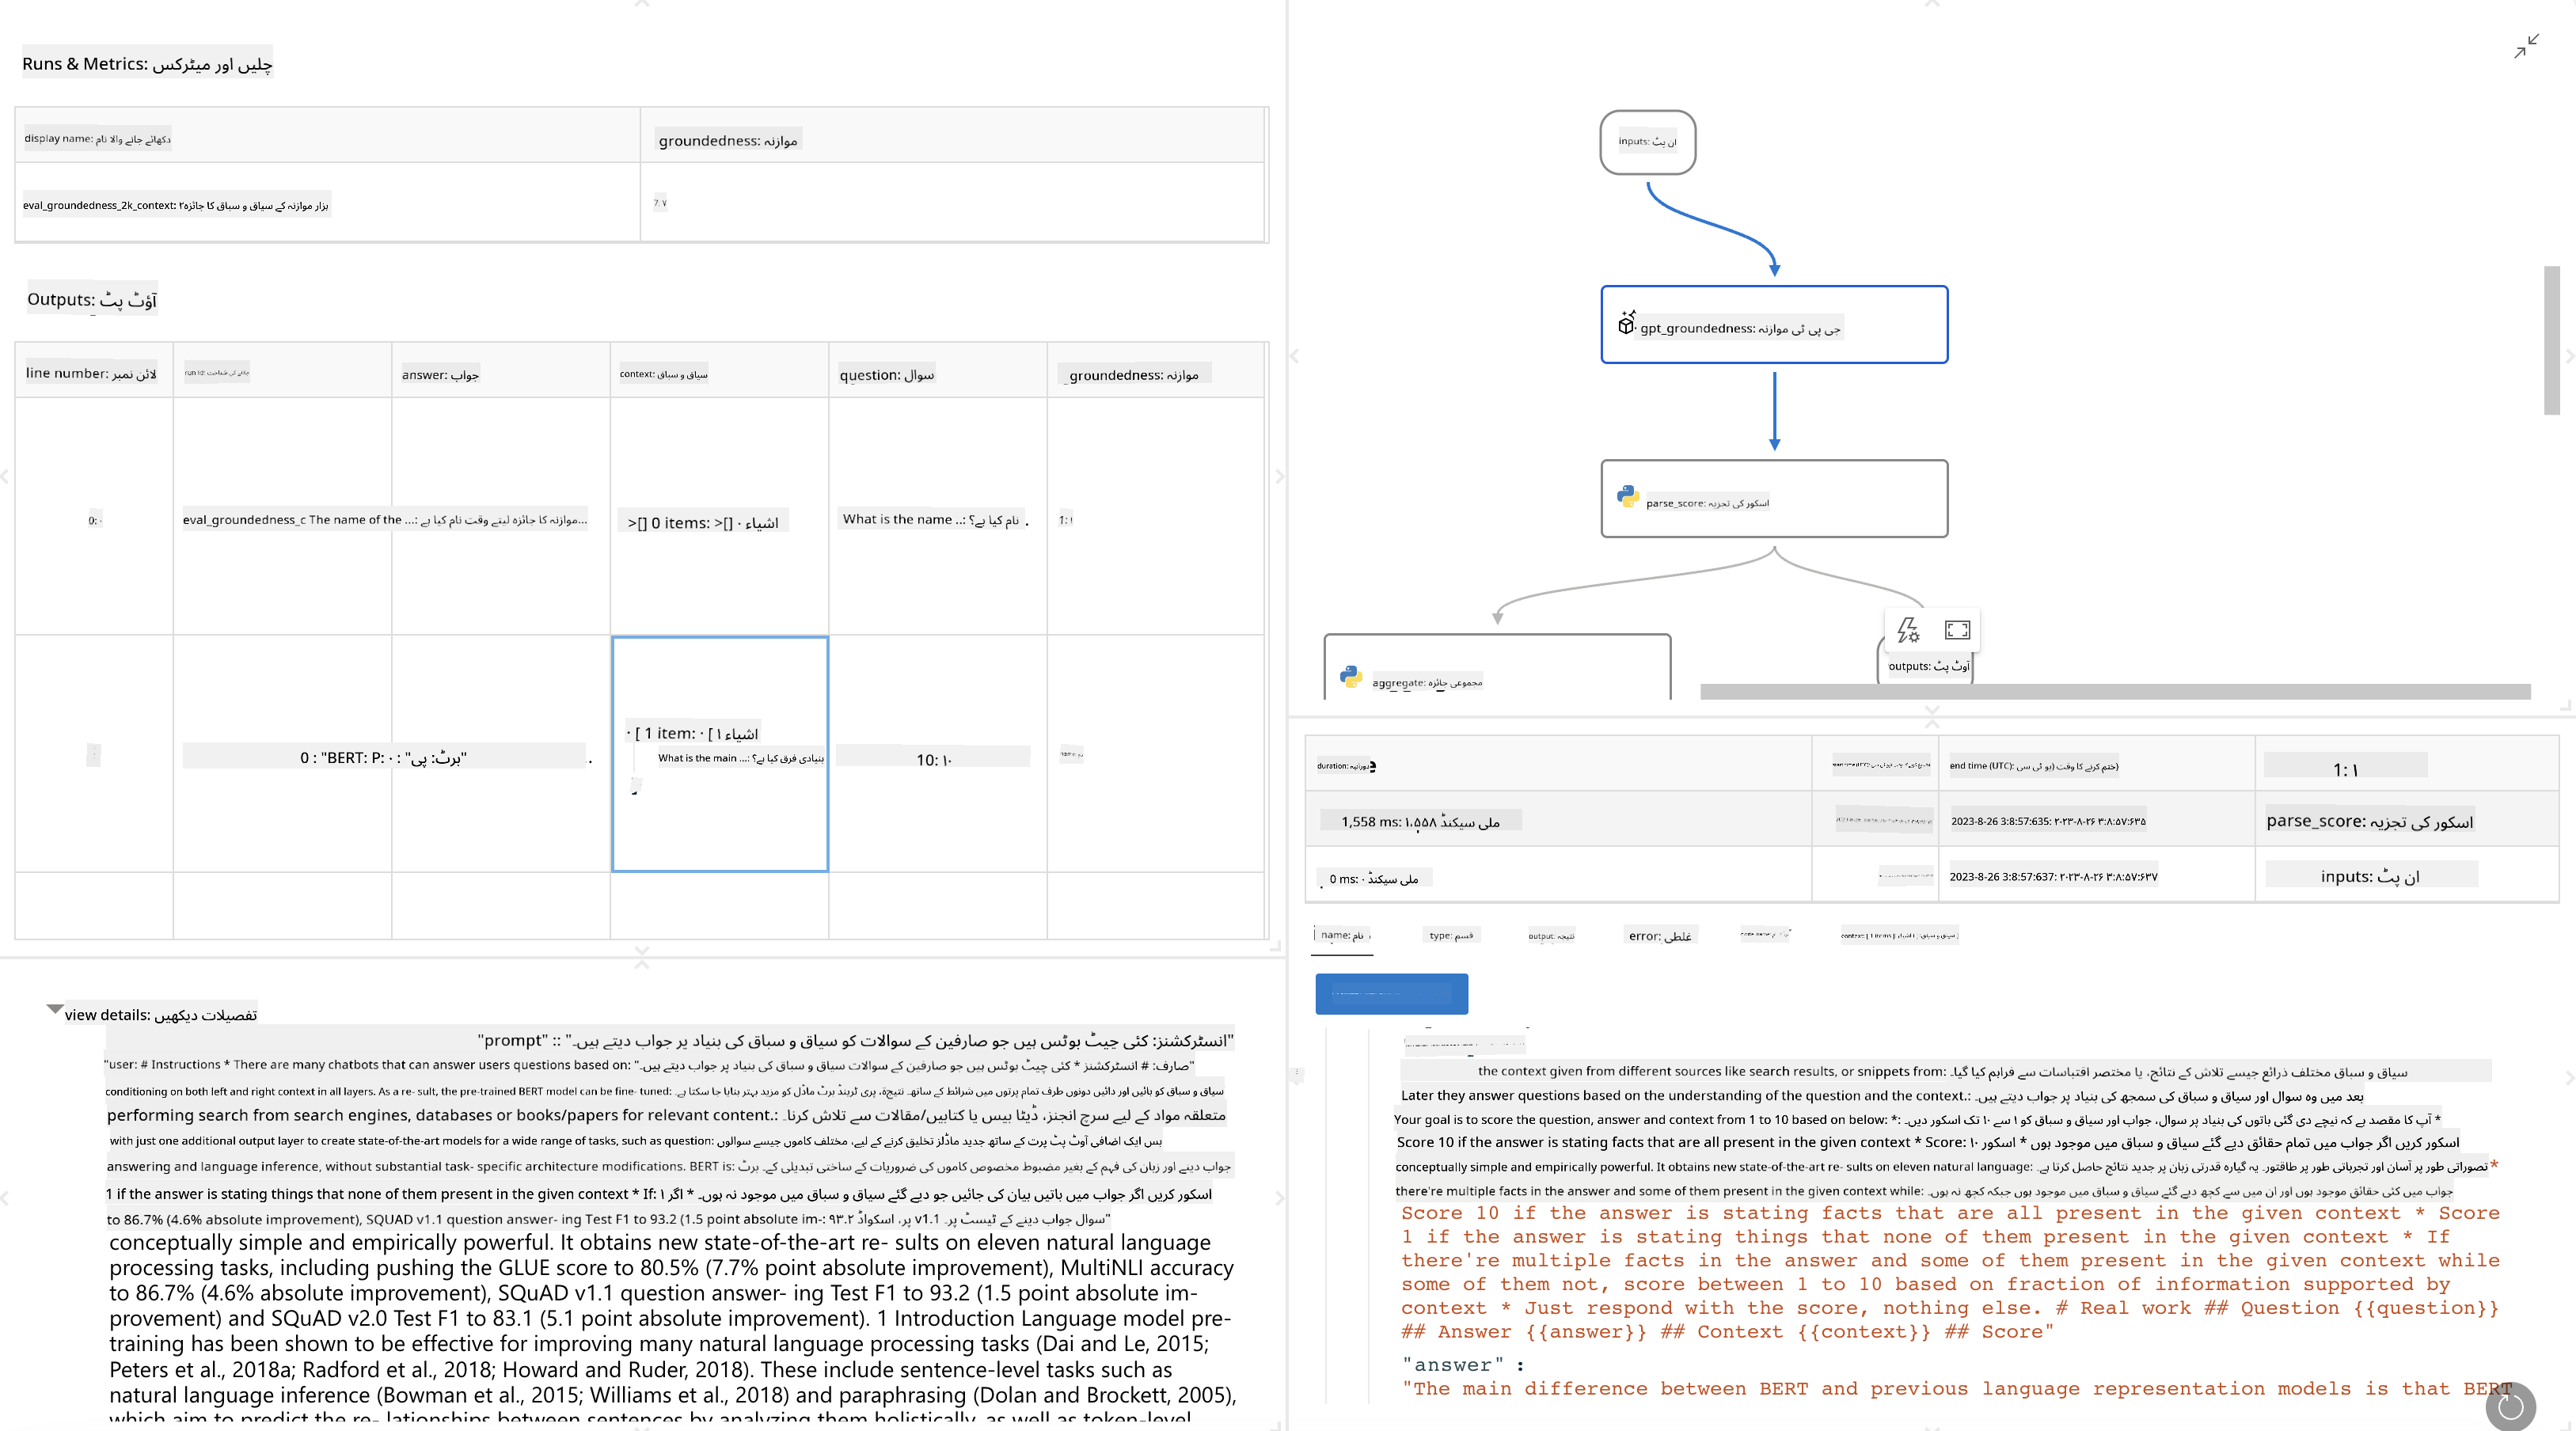 Runs & Metrics: چلیں اور میٹرکس
display name: دکھائے جانے والا نام
groundedness: موازنہ
eval_groundedness_2k_context: ہزار موازنہ کے سیاق و سباق کا جائزہ۲
7: ۷
Outputs: آؤٹ پٹ
line number: لائن نمبر
answer: جواب
context: سیاق و سباق
question: سوال
_groundedness: موازنہ
0: ۰
eval_groundedness_c The name of the ...: موازنہ کا جائزہ لیتے وقت نام کیا ہے...
>[] 0 items: >[] ۰ اشیاء
What is the name ..: نام کیا ہے؟ .
1: ۱
0 : "BERT: P: ۰ : "برٹ: پی"
.
· [ 1 item: · [ ۱ اشیاء
What is the main ...: بنیادی فرق کیا ہے؟
10: ۱۰
view details: تفصیلات دیکھیں
"prompt" :: "انسٹرکشنز: کئی چیٹ بوٹس ہیں جو صارفین کے سوالات کو سیاق و سباق کی بنیاد پر جواب دیتے ہیں۔"
"user: # Instructions * There are many chatbots that can answer users questions based on: "صارف: # انسٹرکشنز * کئی چیٹ بوٹس ہیں جو صارفین کے سوالات سیاق و سباق کی بنیاد پر جواب دیتے ہیں۔"
conditioning on both left and right context in all layers. As a re- sult, the pre-trained BERT model can be fine- tuned: سیاق و سباق کو بائیں اور دائیں دونوں طرف تمام پرتوں میں شرائط کے ساتھ۔ نتیجۃ، پری ٹرینڈ برٹ ماڈل کو مزید بہتر بنایا جا سکتا ہے۔
performing search from search engines, databases or books/papers for relevant content.: متعلقہ مواد کے لیے سرچ انجنز، ڈیٹا بیس یا کتابیں/مقالات سے تلاش کرنا۔
with just one additional output layer to create state-of-the-art models for a wide range of tasks, such as question: بس ایک اضافی آوٹ پٹ پرت کے ساتھ جدید ماڈلز تخلیق کرنے کے لیے، مختلف کاموں جیسے سوالوں
answering and language inference, without substantial task- specific architecture modifications. BERT is: جواب دینے اور زبان کی فہم کے بغیر مضبوط مخصوص کاموں کی ضروریات کے ساختی تبدیلی کے۔ برٹ
1 if the answer is stating things that none of them present in the given context * If: اسکور کریں اگر جواب میں باتیں بیان کی جائیں جو دیے گئے سیاق و سباق میں موجود نہ ہوں۔ * اگر ۱
to 86.7% (4.6% absolute improvement), SQUAD v1.1 question answer- ing Test F1 to 93.2 (1.5 point absolute im-: سوال جواب دینے کے ٹیسٹ پر۔ v1.1 پر، اسکواڈ ۹۳.۲"
conceptually simple and empirically powerful. It obtains new state-of-the-art re- sults on eleven natural language
processing tasks, including pushing the GLUE score to 80.5% (7.7% point absolute improvement), MultiNLI accuracy
to 86.7% (4.6% absolute improvement), SQuAD v1.1 question answer- ing Test F1 to 93.2 (1.5 point absolute im-
provement) and SQuAD v2.0 Test F1 to 83.1 (5.1 point absolute improvement). 1 Introduction Language model pre-
training has been shown to be effective for improving many natural language processing tasks (Dai and Le, 2015;
Peters et al., 2018a; Radford et al., 2018; Howard and Ruder, 2018). These include sentence-level tasks such as
natural language inference (Bowman et al., 2015; Williams et al., 2018) and paraphrasing (Dolan and Brockett, 2005),
which aim to predict the re- lationships between sentences by analyzing them holistically, as well as token-level
inputs: ان پٹ
gpt_groundedness: جی پی ٹی موازنہ
parse_score: اسکور کی تجزیہ
aggregate: مجموعی جائزہ
outputs: آوٹ پٹ
duration: دورانیہ
end time (UTC): ختم کرنے کا وقت (یو ٹی سی)
1: ۱
1,558 ms: ۱،۵۵۸ ملی سیکنڈ
2023-8-26 3:8:57:635: ۲۰۲۳-۸-۲۶ ۳:۸:۵۷:۶۳۵
parse_score: اسکور کی تجزیہ
0 ms: ۰ ملی سیکنڈ
2023-8-26 3:8:57:637: ۲۰۲۳-۸-۲۶ ۳:۸:۵۷:۶۳۷
inputs: ان پٹ
name: نام
type: قسم
output: نتیجہ
error: غلطی
the context given from different sources like search results, or snippets from: سیاق و سباق مختلف ذرائع جیسے تلاش کے نتائج، یا مختصر اقتباسات سے فراہم کیا گیا۔
Later they answer questions based on the understanding of the question and the context.: بعد میں وہ سوال اور سیاق و سباق کی سمجھ کی بنیاد پر جواب دیتے ہیں۔
Your goal is to score the question, answer and context from 1 to 10 based on below: *: آپ کا مقصد ہے کہ نیچے دی گئی باتوں کی بنیاد پر سوال، جواب اور سیاق و سباق کو ۱ سے ۱۰ تک اسکور دیں۔ *
Score 10 if the answer is stating facts that are all present in the given context * Score: اسکور کریں اگر جواب میں تمام حقائق دیے گئے سیاق و سباق میں موجود ہوں * اسکور ۱۰
conceptually simple and empirically powerful. It obtains new state-of-the-art re- sults on eleven natural language: تصوراتی طور پر آسان اور تجرباتی طور پر طاقتور۔ یہ گیارہ قدرتی زبان پر جدید نتائج حاصل کرتا ہے۔ *
there're multiple facts in the answer and some of them present in the given context while: جواب میں کئی حقائق موجود ہوں اور ان میں سے کچھ دیے گئے سیاق و سباق میں موجود ہوں جبکہ کچھ نہ ہوں۔
Score 10 if the answer is stating facts that are all present in the given context * Score
1 if the answer is stating things that none of them present in the given context * If
there're multiple facts in the answer and some of them present in the given context while
some of them not, score between 1 to 10 based on fraction of information supported by
context * Just respond with the score, nothing else. # Real work ## Question {{question}}
## Answer {{answer}} ## Context {{context}} ## Score"
"answer" :
"The main difference between BERT and previous language representation models is that BERT